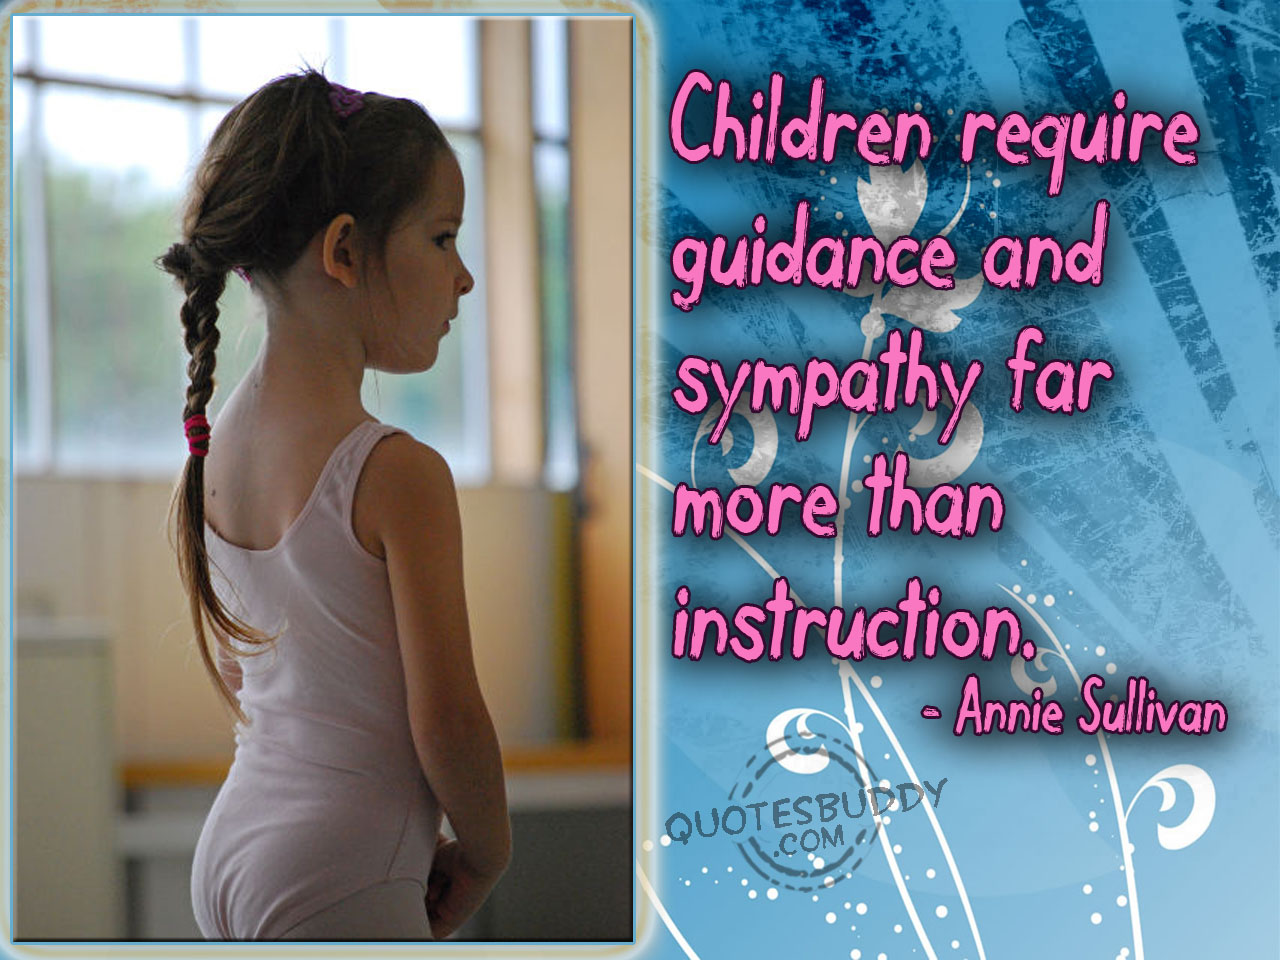 Children require
guidance and
sympathy far
more than
instruction.
- Annie Sullivan
QUOTESBUDDY
.COM